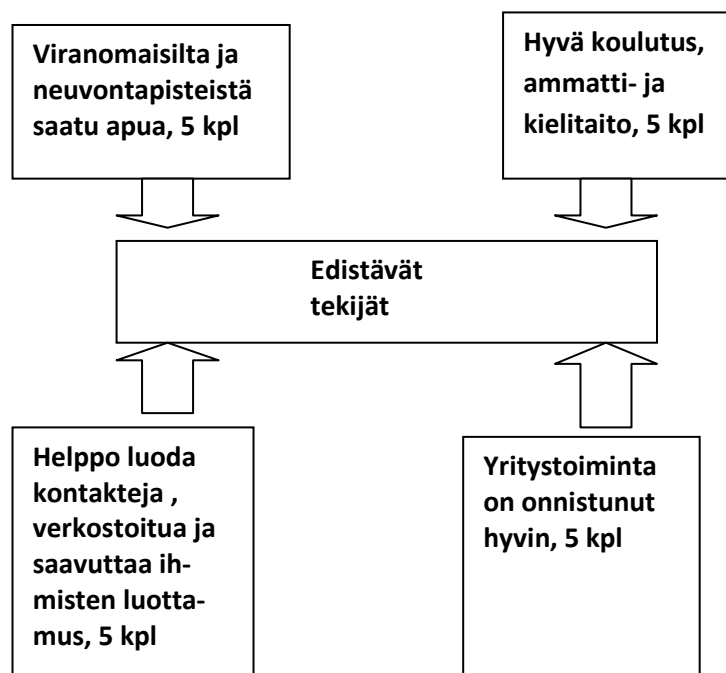 Viranomaisilta ja
neuvontapisteistä
saatu apua, 5 kpl
Hyvä koulutus,
ammatti- ja
kielitaito, 5 kpl
Edistävät
tekijät
Helppo luoda
kontakteja ,
verkostoitua ja
saavuttaa ih-
misten luotta-
mus, 5 kpl
Yritystoiminta
on onnistunut
hyvin, 5 kpl